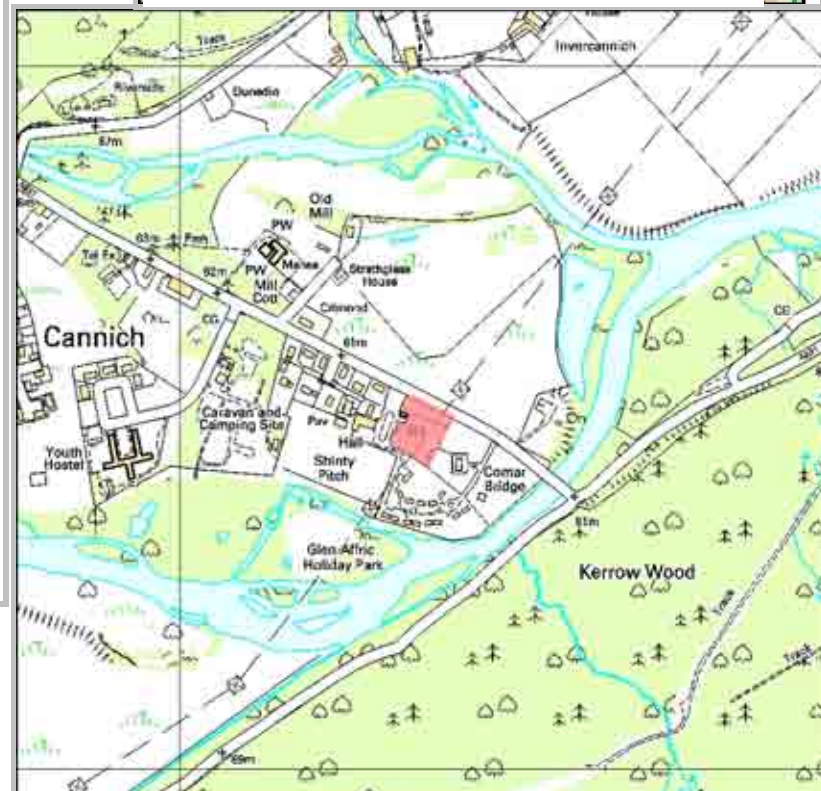 Track
Invercannich
Riverside
Dunedin
67m
Old
Mill
PW
Manse
63m
Tel Ex
62m
PW
Mill
Cott
Strathglass
House
61m
CG
Cannich
Caravan and
Camping Site
Pav
Hall
Shinty
Pitch
Youth
Hostel
Comar
Bridge
61m
Glen Affric
Holiday Park
Kerrow Wood
Track
Track
69m